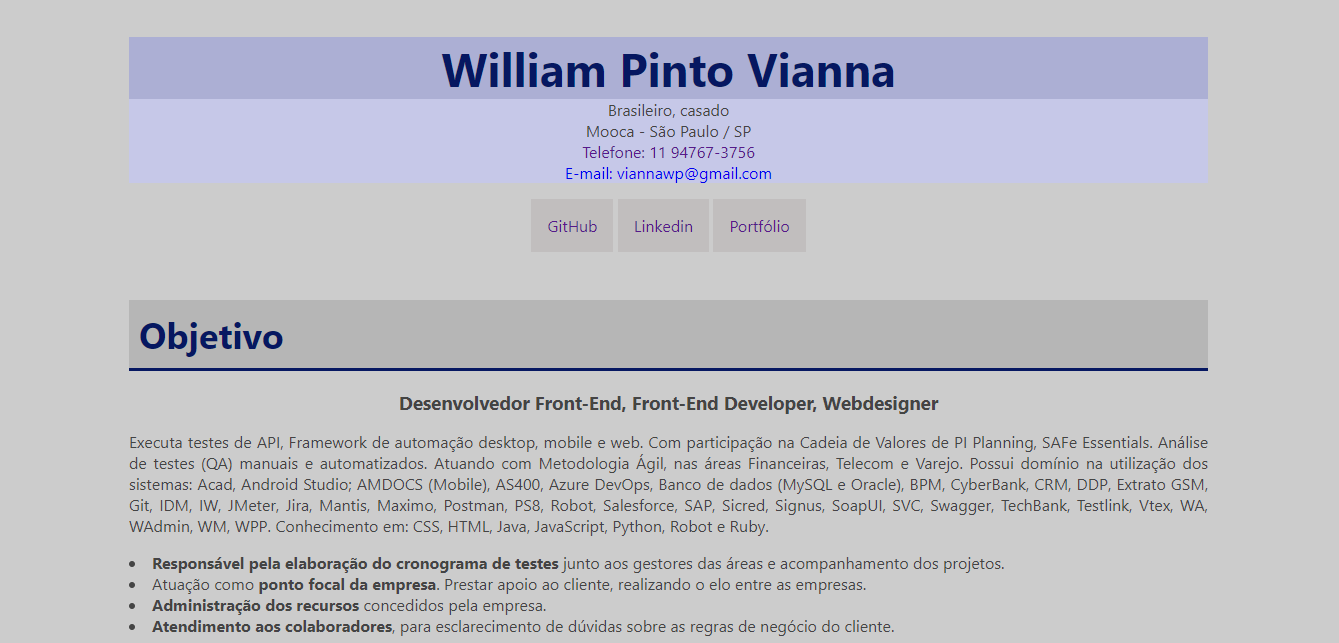 William Pinto Vianna
Brasileiro, casado
Mooca - São Paulo / SP
Telefone: 11 94767-3756
E-mail: viannawp@gmail.com
GitHub Linkedin Portfólio
Objetivo
Desenvolvedor Front-End, Front-End Developer, Webdesigner
Executa testes de API, Framework de automação desktop, mobile e web. Com participação na Cadeia de Valores de PI Planning, SAFe Essentials. Análise
de testes (QA) manuais e automatizados. Atuando com Metodologia Ágil, nas áreas Financeiras, Telecom e Varejo. Possui domínio na utilização dos
sistemas: Acad, Android Studio; AMDOCS (Mobile), AS400, Azure DevOps, Banco de dados (MySQL e Oracle), BPM, CyberBank, CRM, DDP, Extrato GSM,
Git, IDM, IW, JMeter, Jira, Mantis, Maximo, Postman, PS8, Robot, Salesforce, SAP, Sicred, Signus, SoapUI, SVC, Swagger, TechBank, Testlink, Vtex, WA,
WAdmin, WM, WPP. Conhecimento em: CSS, HTML, Java, JavaScript, Python, Robot e Ruby.
• Responsável pela elaboração do cronograma de testes junto aos gestores das áreas e acompanhamento dos projetos.
• Atuação como ponto focal da empresa. Prestar apoio ao cliente, realizando o elo entre as empresas.
• Administração dos recursos concedidos pela empresa.
• Atendimento aos colaboradores, para esclarecimento de dúvidas sobre as regras de negócio do cliente.